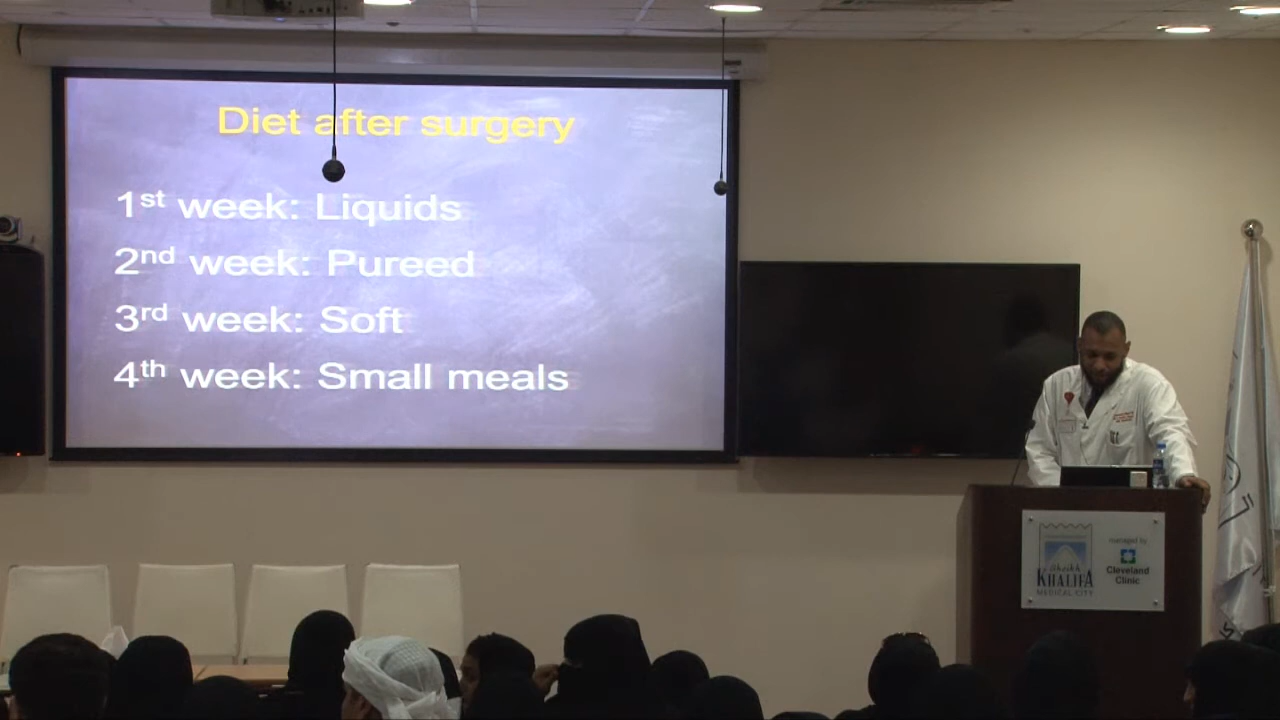 Diet after surgery
1st week: Liquids
2nd week: Pureed
3rd week: Soft
4th week: Small meals
Sheikh
KHALIFA
MEDICAL CITY
managed by
Cleveland
Clinic